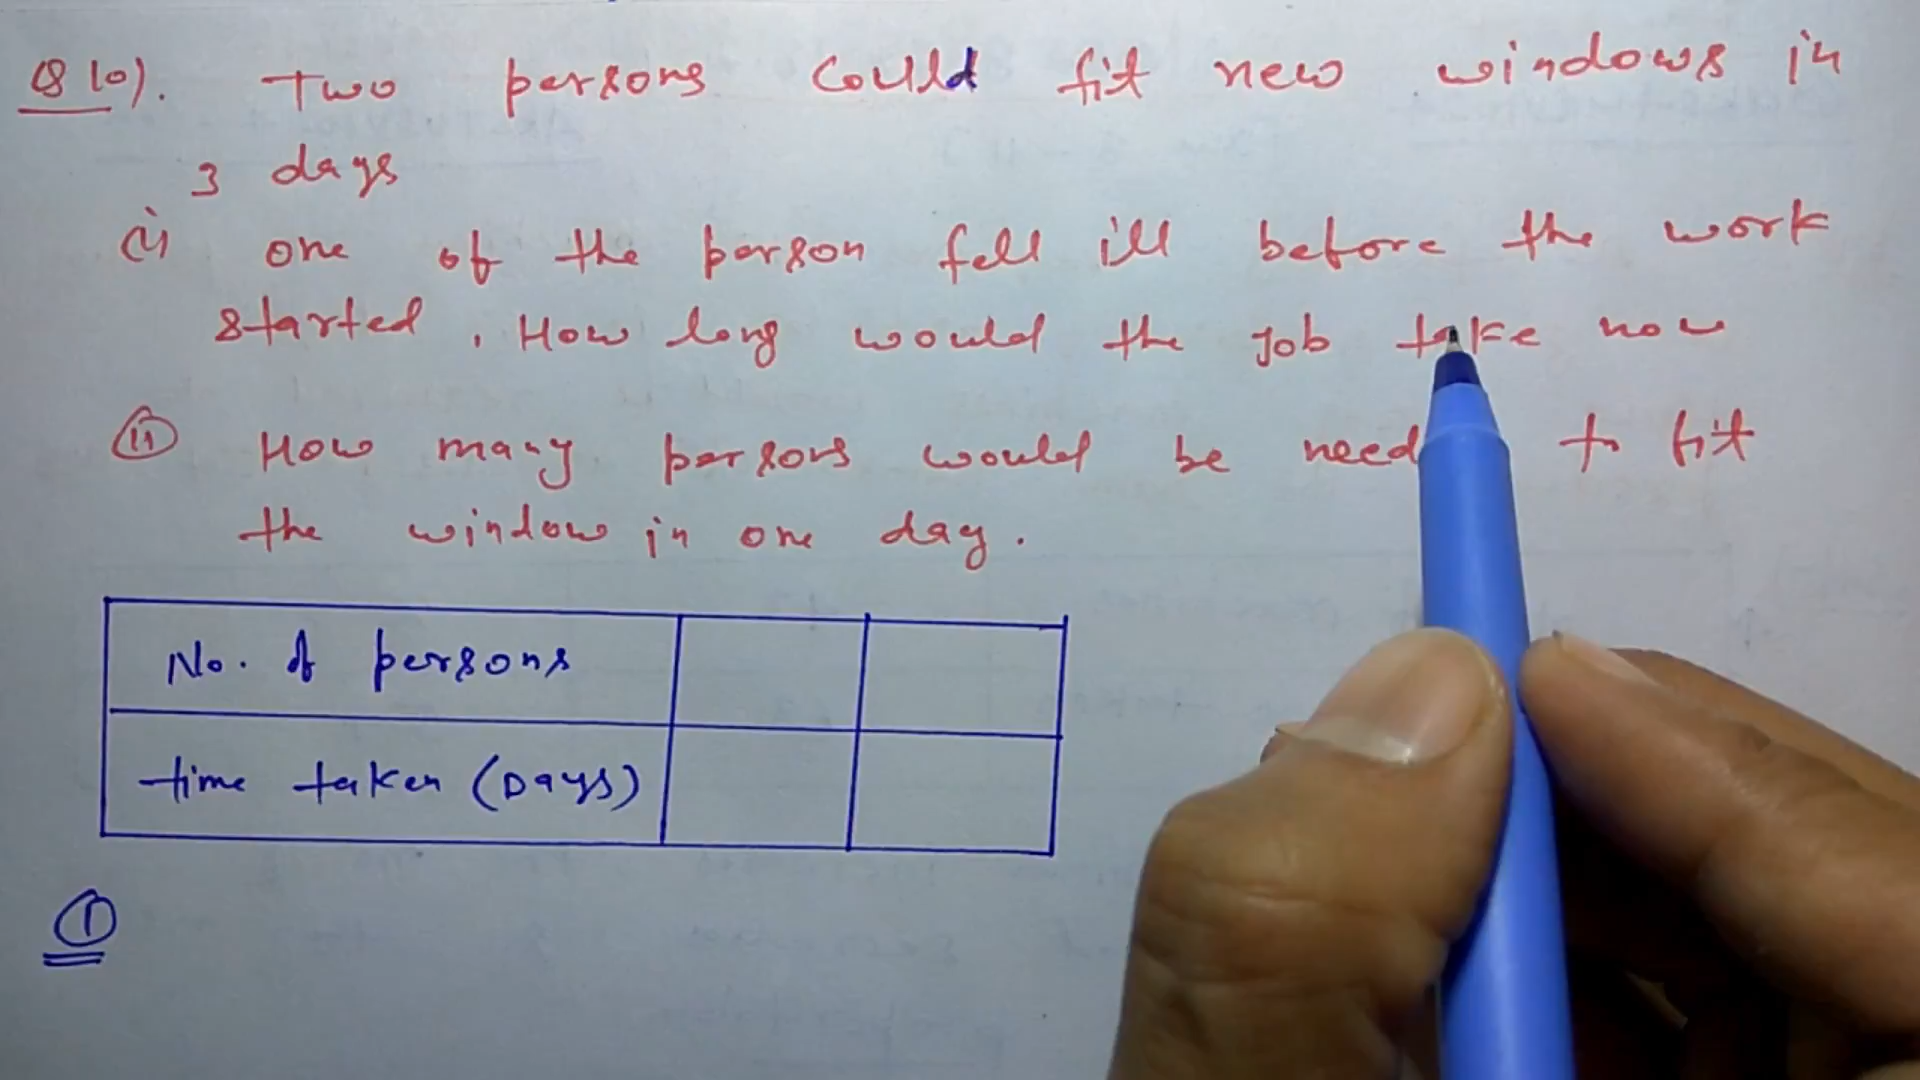 Q 10). Two persons could fit new windows in
3 days
(i) one of the person fell ill before the work
started. How long would the job take now
(ii) How many persons would be need to fit
the window in one day.
No. of persons
time taken (Days)
(1)